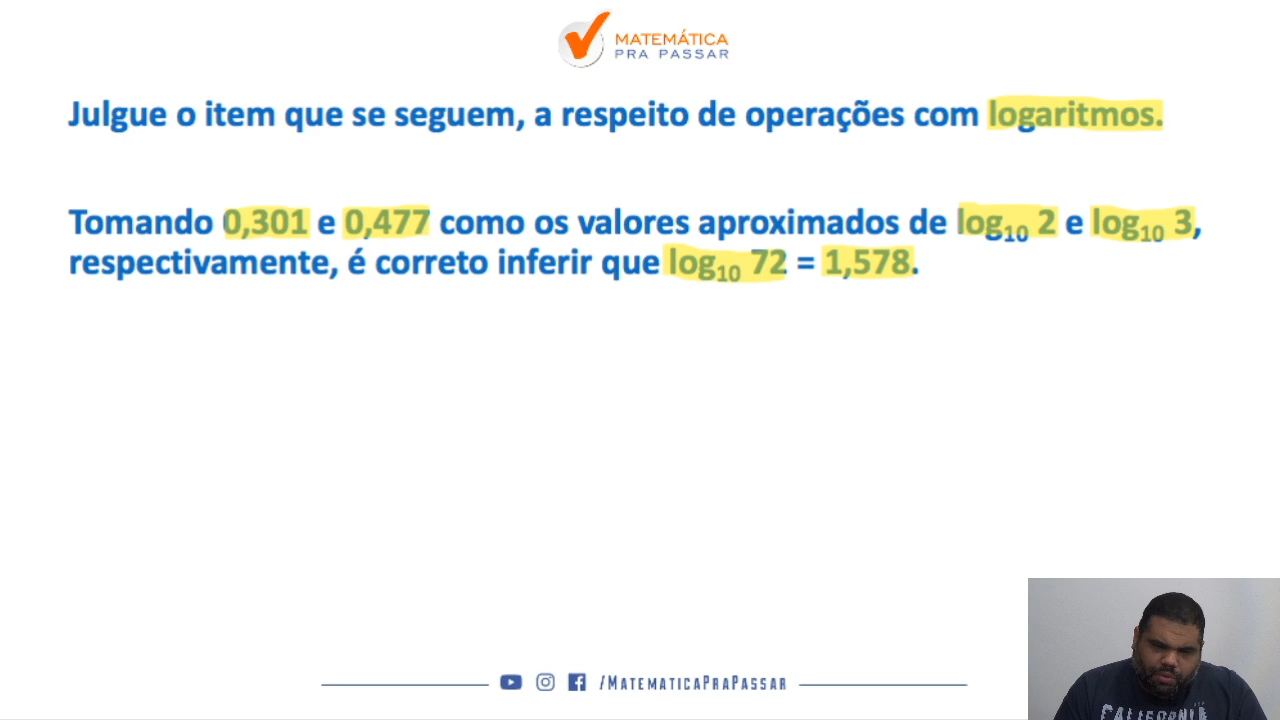 MATEMÁTICA
PRA PASSAR
Julgue o item que se seguem, a respeito de operações com logaritmos.
Tomando 0,301 e 0,477 como os valores aproximados de log₁₀ 2 e log₁₀ 3,
respectivamente, é correto inferir que log₁₀ 72 = 1,578.
/MATEMATICAPRAPASSAR